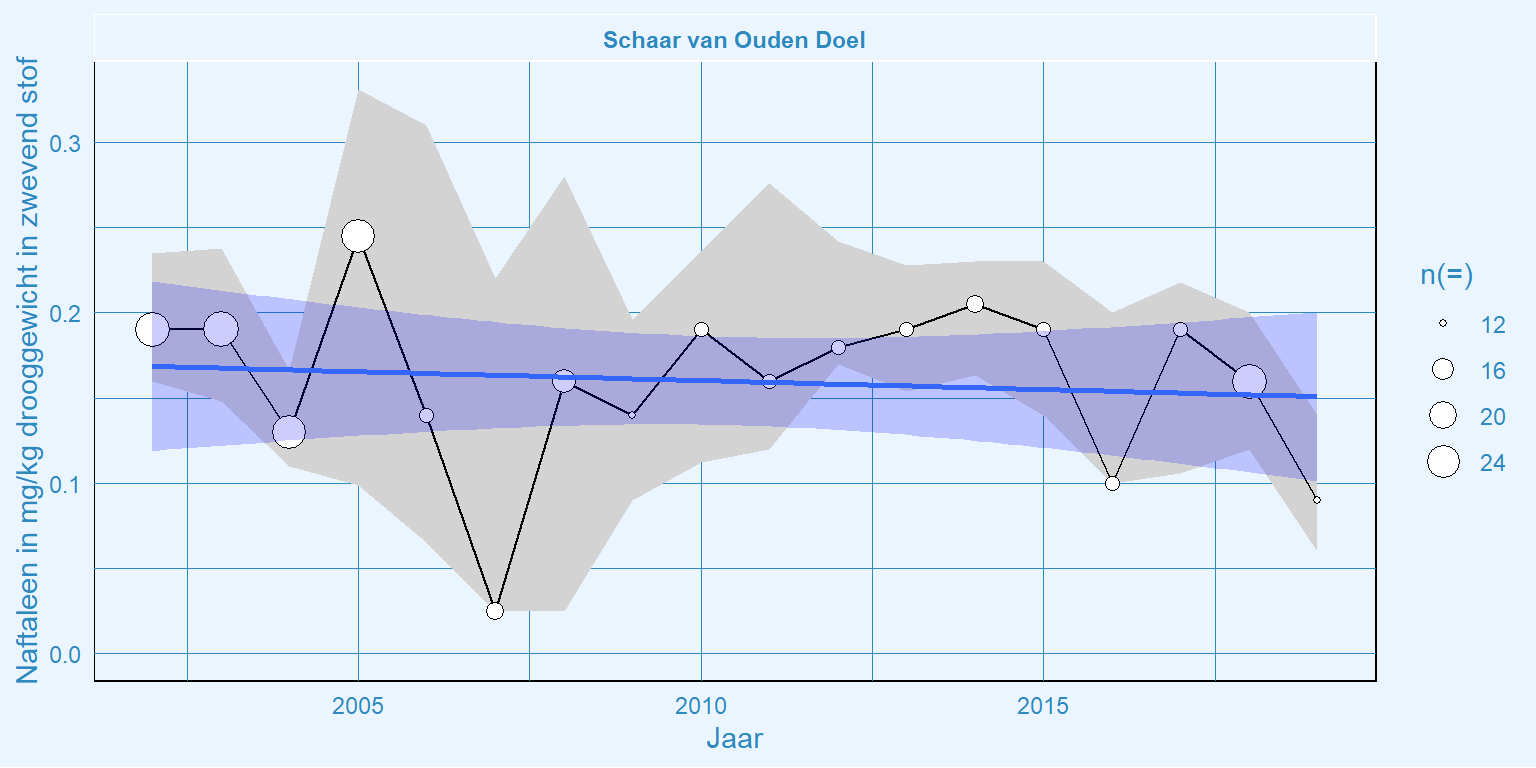 Schaar van Ouden Doel
Naftaleen in mg/kg drooggewicht in zwevend stof
0.3
0.2
0.1
0.0
2005
2010
2015
Jaar
n(=)
12
16
20
24